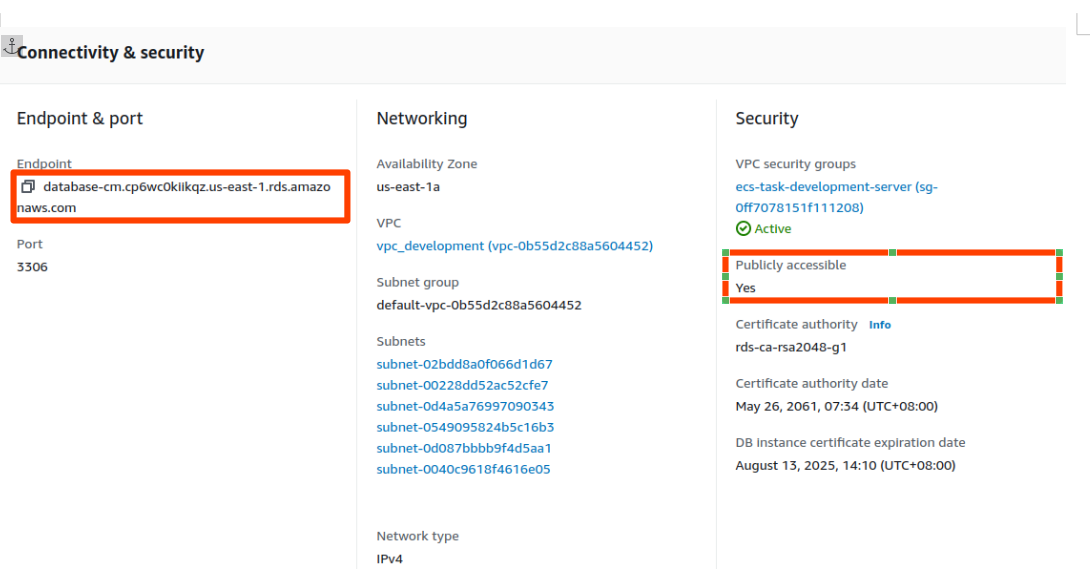 Connectivity & security
Endpoint & port
Endpoint
database-cm.cp6wc0kiikqz.us-east-1.rds.amazo
naws.com
Port
3306
Networking
Availability Zone
us-east-1a
VPC
vpc_development (vpc-0b55d2c88a5604452)
Subnet group
default-vpc-0b55d2c88a5604452
Subnets
subnet-02bdd8a0f066d1d67
subnet-00228dd52ac52cfe7
subnet-0d4a5a76997090343
subnet-0549095824b5c16b3
subnet-0d087bbbb9f4d5aa1
subnet-0040c9618f4616e05
Network type
IPv4
Security
VPC security groups
ecs-task-development-server (sg-
0ff7078151f111208)
Active
Publicly accessible
Yes
Certificate authority Info
rds-ca-rsa2048-g1
Certificate authority date
May 26, 2061, 07:34 (UTC+08:00)
DB instance certificate expiration date
August 13, 2025, 14:10 (UTC+08:00)